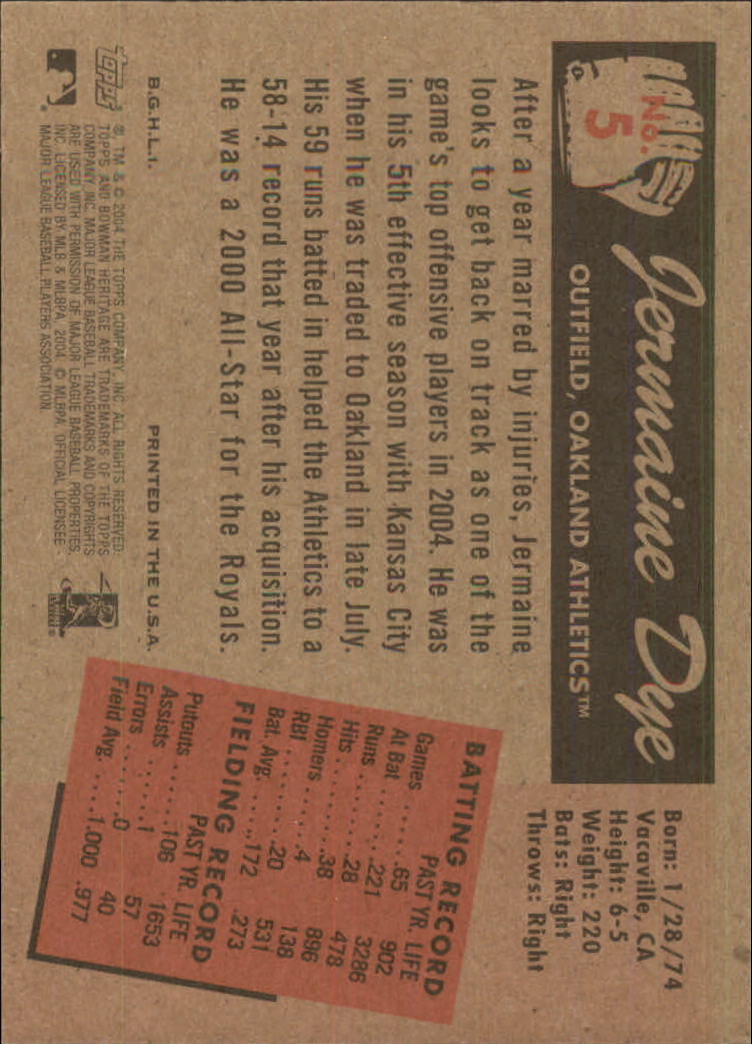 No.
5
Jermaine Dye
OUTFIELD, OAKLAND ATHLETICS™
Born: 1/28/74
Vacaville, CA
Height: 6-5
Weight: 220
Bats: Right
Throws: Right
After a year marred by injuries, Jermaine
looks to get back on track as one of the
game's top offensive players in 2004. He was
in his 5th effective season with Kansas City
when he was traded to Oakland in late July.
His 59 runs batted in helped the Athletics to a
58-14 record that year after his acquisition.
He was a 2000 All-Star for the Royals.
BATTING RECORD
PAST YR. LIFE
Games ......65 902
At Bat ......221 3286
Runs ........28 478
Hits .........38 896
Homers .......4 138
RBI .........20 531
Bat. Avg. ....172 .273
FIELDING RECORD
PAST YR. LIFE
Putouts .....106 1653
Assists ......1 57
Errors ......0 40
Field Avg. ....1.000 .977
B.G.H.L.1. PRINTED IN THE U.S.A.
Topps® ®, TM & © 2004 THE TOPPS COMPANY, INC. ALL RIGHTS RESERVED.
TOPPS AND BOWMAN HERITAGE ARE TRADEMARKS OF THE TOPPS
COMPANY, INC. MAJOR LEAGUE BASEBALL TRADEMARKS AND COPYRIGHTS
ARE USED WITH PERMISSION OF MAJOR LEAGUE BASEBALL PROPERTIES,
INC. LICENSED BY MLB & MLBPA, 2004. © MLBPA, OFFICIAL LICENSEE -
MAJOR LEAGUE BASEBALL PLAYERS ASSOCIATION.